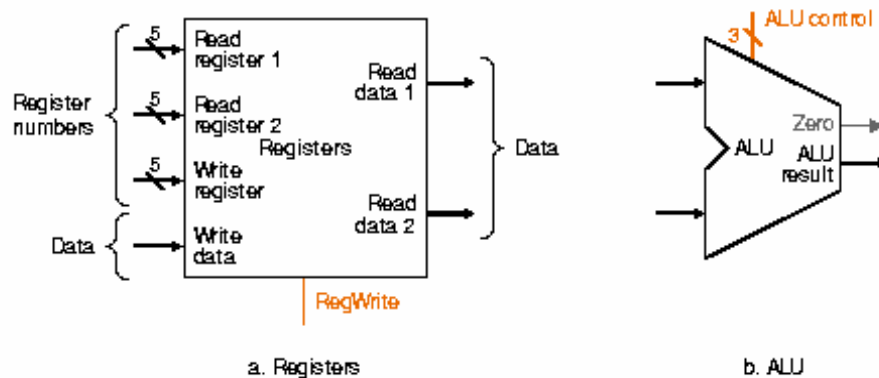 Register
numbers
5
Read
register 1
5
Read
register 2
Registers
5
Write
register
Data
Write
data
Read
data 1
Read
data 2
Data
RegWrite
a. Registers
3
ALU control
Zero
ALU
ALU
result
b. ALU